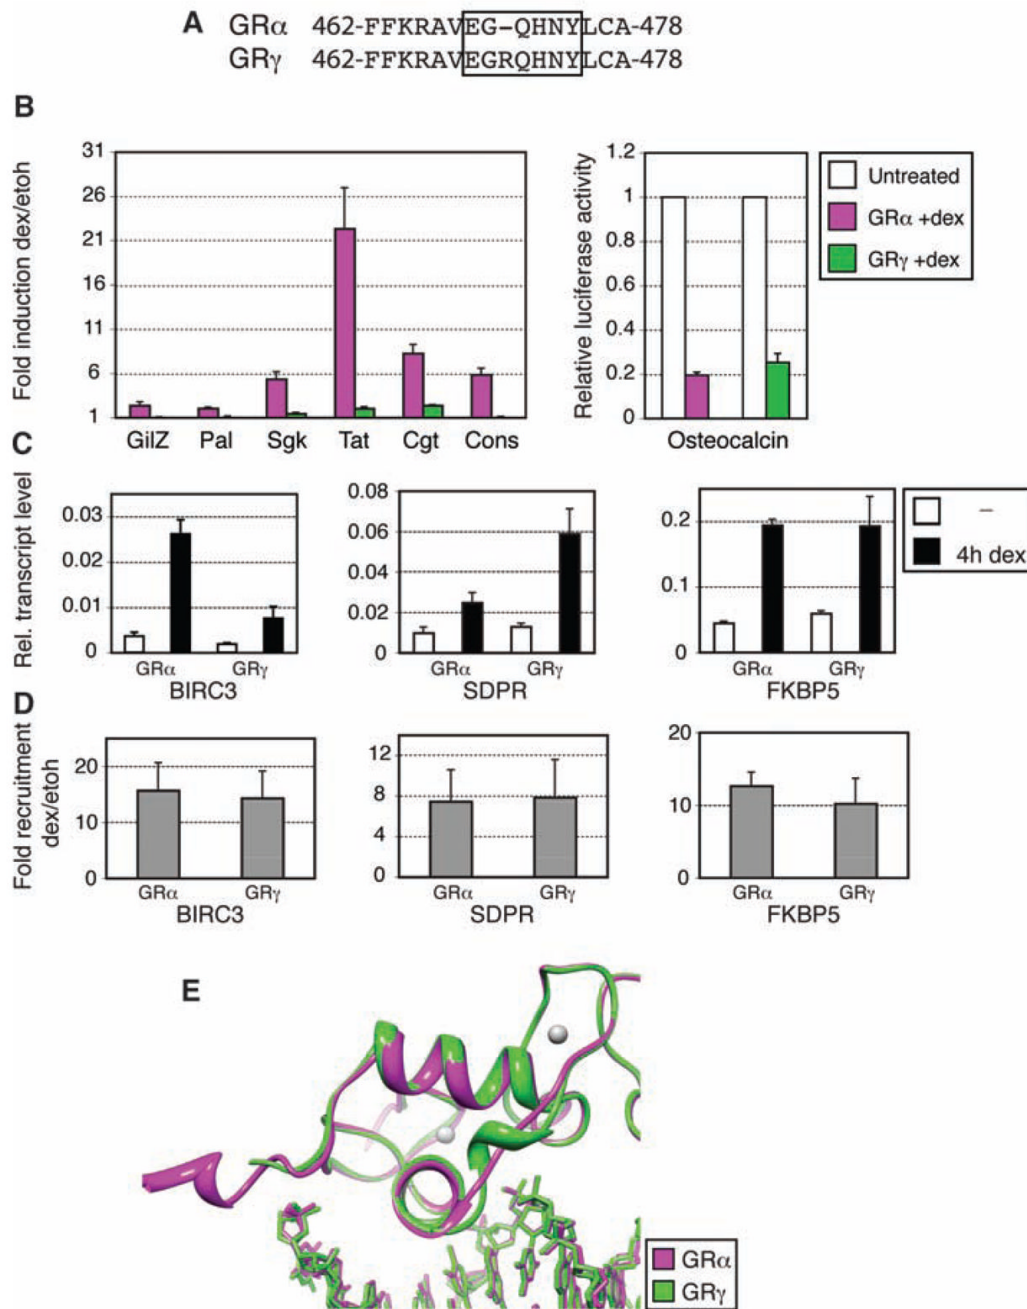 A
GRα 462-FFKRAVEG-QHNYLCA-478
GRγ 462-FFKRAVEGRQHNYLCA-478
B
Fold induction dex/etoh
31
26
21
16
11
6
1
GilZ Pal Sgk Tat Cgt Cons
Relative luciferase activity
1.2
1
0.8
0.6
0.4
0.2
0
Osteocalcin
Untreated
GRα +dex
GRγ +dex
C
Rel. transcript level
0.03
0.02
0.01
0
GRα GRγ
BIRC3
0.08
0.06
0.04
0.02
0
GRα GRγ
SDPR
0.2
0.1
0
GRα GRγ
FKBP5
–
4h dex
D
Fold recruitment
dex/etoh
20
10
0
GRα GRγ
BIRC3
12
8
4
0
GRα GRγ
SDPR
20
10
0
GRα GRγ
FKBP5
E
GRα
GRγ